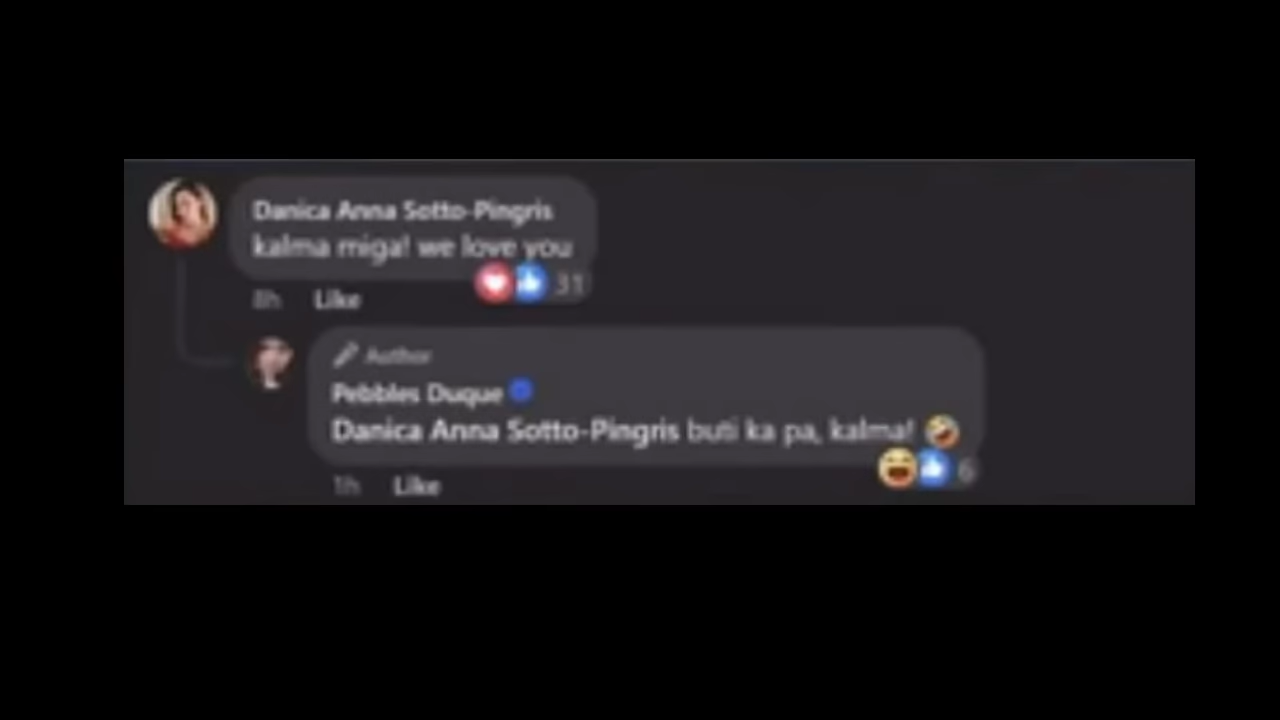 Danica Anna Sotto-Pingris
kalma miga! we love you
31
8h Like
Author
Pebbles Duque
Danica Anna Sotto-Pingris buti ka pa, kalma! 🤣
6
1h Like